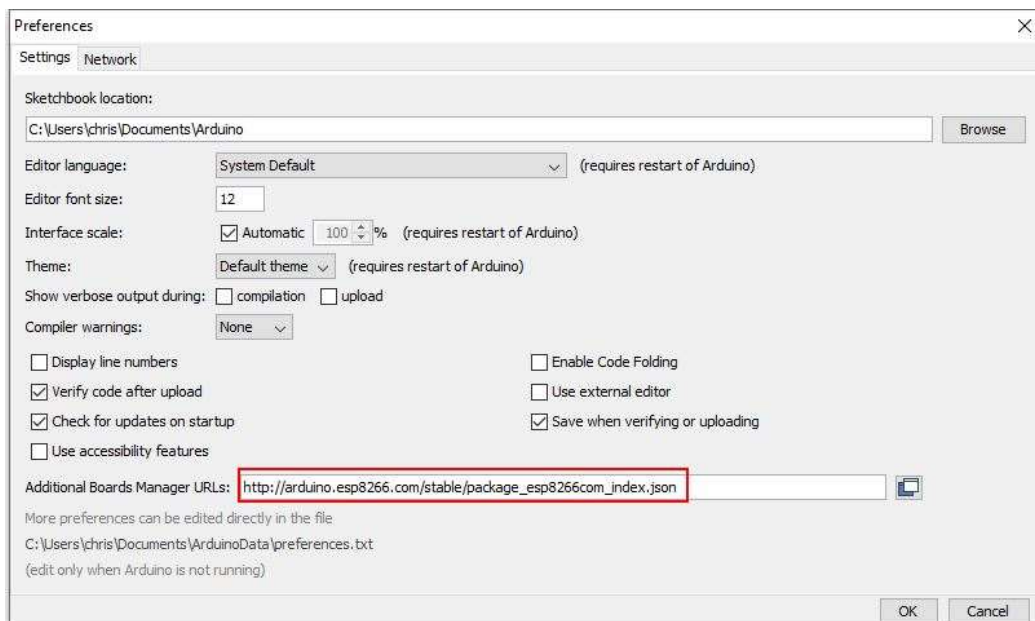 Preferences
Settings Network
Sketchbook location:
C:\Users\chris\Documents\Arduino Browse
Editor language: System Default (requires restart of Arduino)
Editor font size: 12
Interface scale: Automatic 100 % (requires restart of Arduino)
Theme: Default theme (requires restart of Arduino)
Show verbose output during: compilation upload
Compiler warnings: None
Display line numbers Enable Code Folding
Verify code after upload Use external editor
Check for updates on startup Save when verifying or uploading
Use accessibility features
Additional Boards Manager URLs: http://arduino.esp8266.com/stable/package_esp8266com_index.json
More preferences can be edited directly in the file
C:\Users\chris\Documents\ArduinoData\preferences.txt
(edit only when Arduino is not running)
OK Cancel